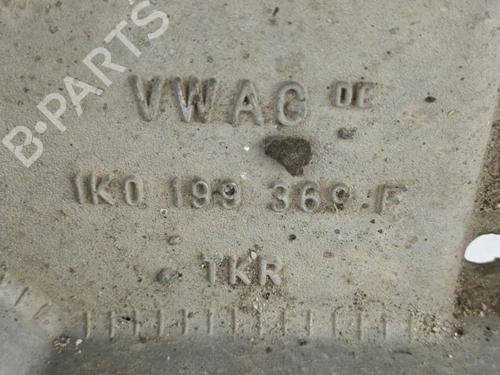 B-PARTS
VWAG DE
1K0 199 369 F
TKR